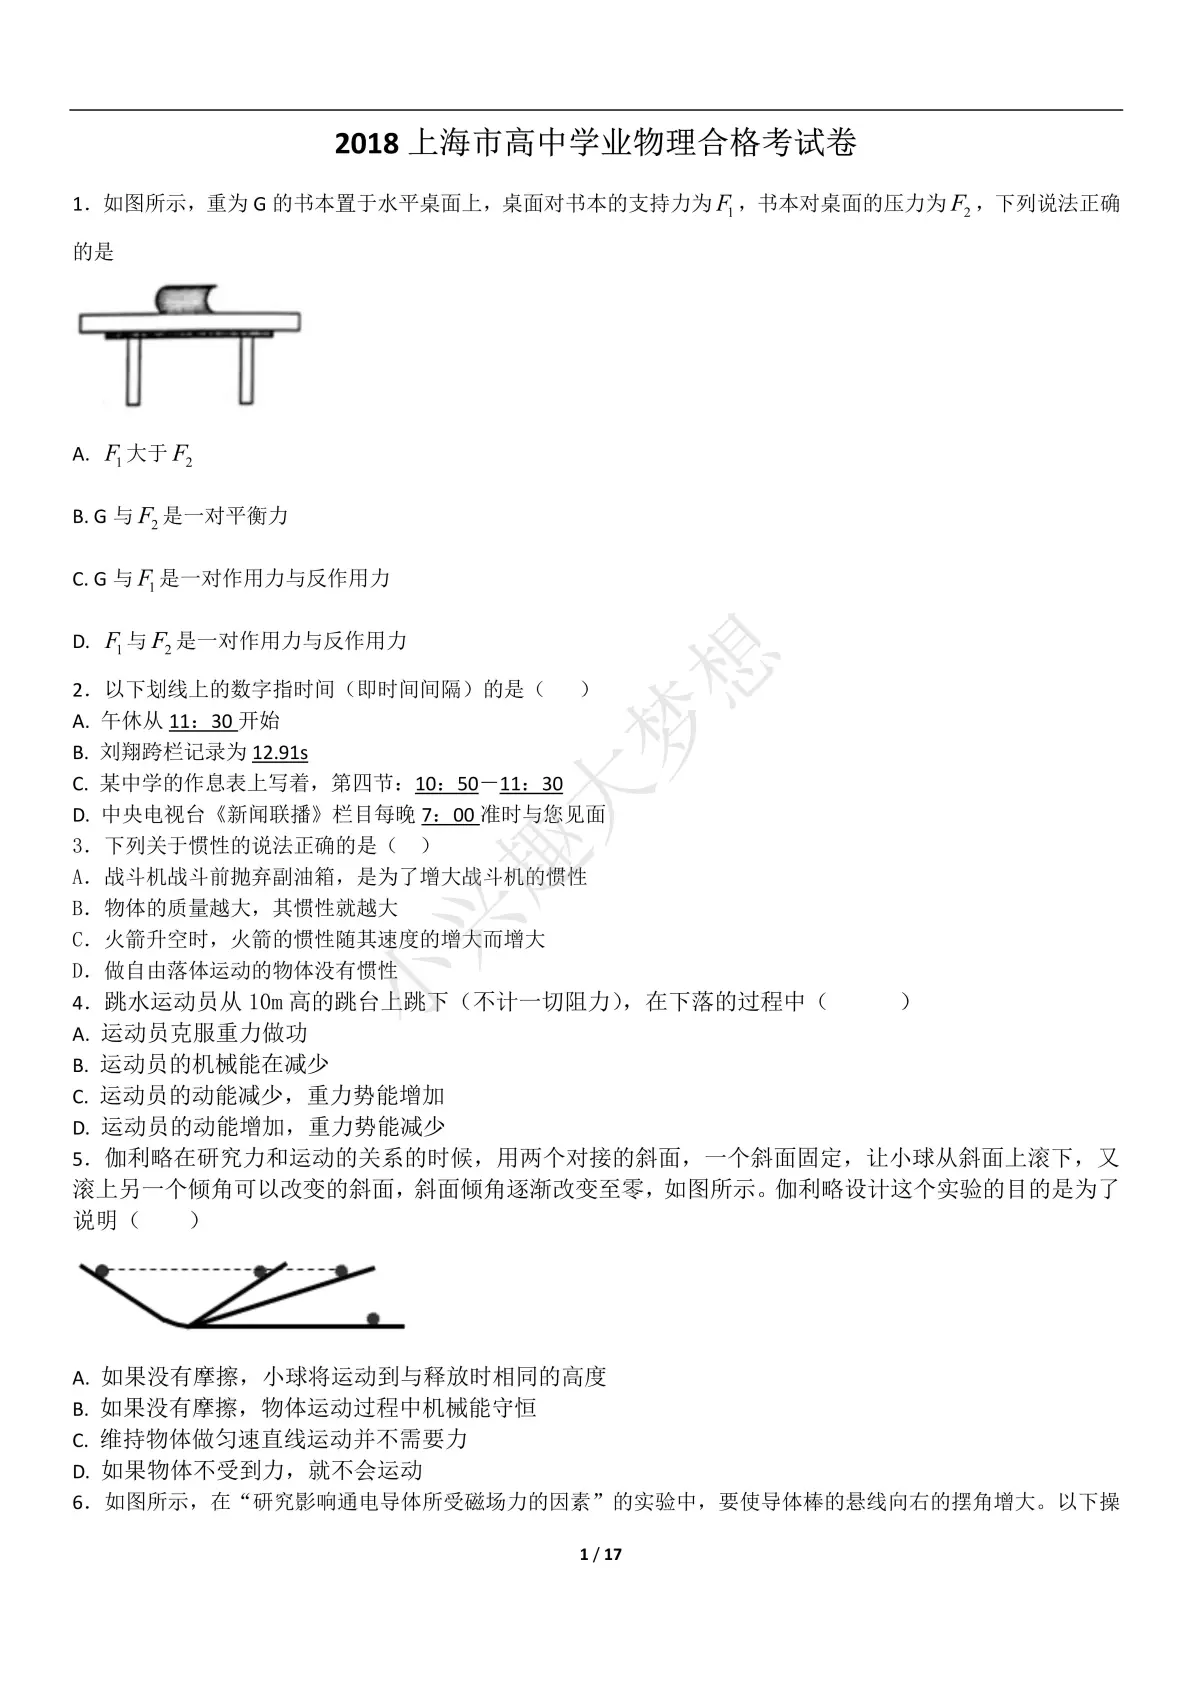 2018 上海市高中学业物理合格考试卷
1．如图所示，重为 G 的书本置于水平桌面上，桌面对书本的支持力为 F₁，书本对桌面的压力为 F₂，下列说法正确
的是
A. F₁大于 F₂
B. G 与 F₂是一对平衡力
C. G 与 F₁是一对作用力与反作用力
D. F₁与 F₂是一对作用力与反作用力
2．以下划线上的数字指时间（即时间间隔）的是（ ）
A. 午休从 11：30 开始
B. 刘翔跨栏记录为 12.91s
C. 某中学的作息表上写着，第四节：10：50－11：30
D. 中央电视台《新闻联播》栏目每晚 7：00 准时与您见面
3．下列关于惯性的说法正确的是（ ）
A．战斗机战斗前抛弃副油箱，是为了增大战斗机的惯性
B．物体的质量越大，其惯性就越大
C．火箭升空时，火箭的惯性随其速度的增大而增大
D．做自由落体运动的物体没有惯性
4．跳水运动员从 10m 高的跳台上跳下（不计一切阻力），在下落的过程中（ ）
A. 运动员克服重力做功
B. 运动员的机械能在减少
C. 运动员的动能减少，重力势能增加
D. 运动员的动能增加，重力势能减少
5．伽利略在研究力和运动的关系的时候，用两个对接的斜面，一个斜面固定，让小球从斜面上滚下，又
滚上另一个倾角可以改变的斜面，斜面倾角逐渐改变至零，如图所示。伽利略设计这个实验的目的是为了
说明（ ）
A. 如果没有摩擦，小球将运动到与释放时相同的高度
B. 如果没有摩擦，物体运动过程中机械能守恒
C. 维持物体做匀速直线运动并不需要力
D. 如果物体不受到力，就不会运动
6．如图所示，在“研究影响通电导体所受磁场力的因素”的实验中，要使导体棒的悬线向右的摆角增大。以下操
1 / 17
小兴趣大梦想